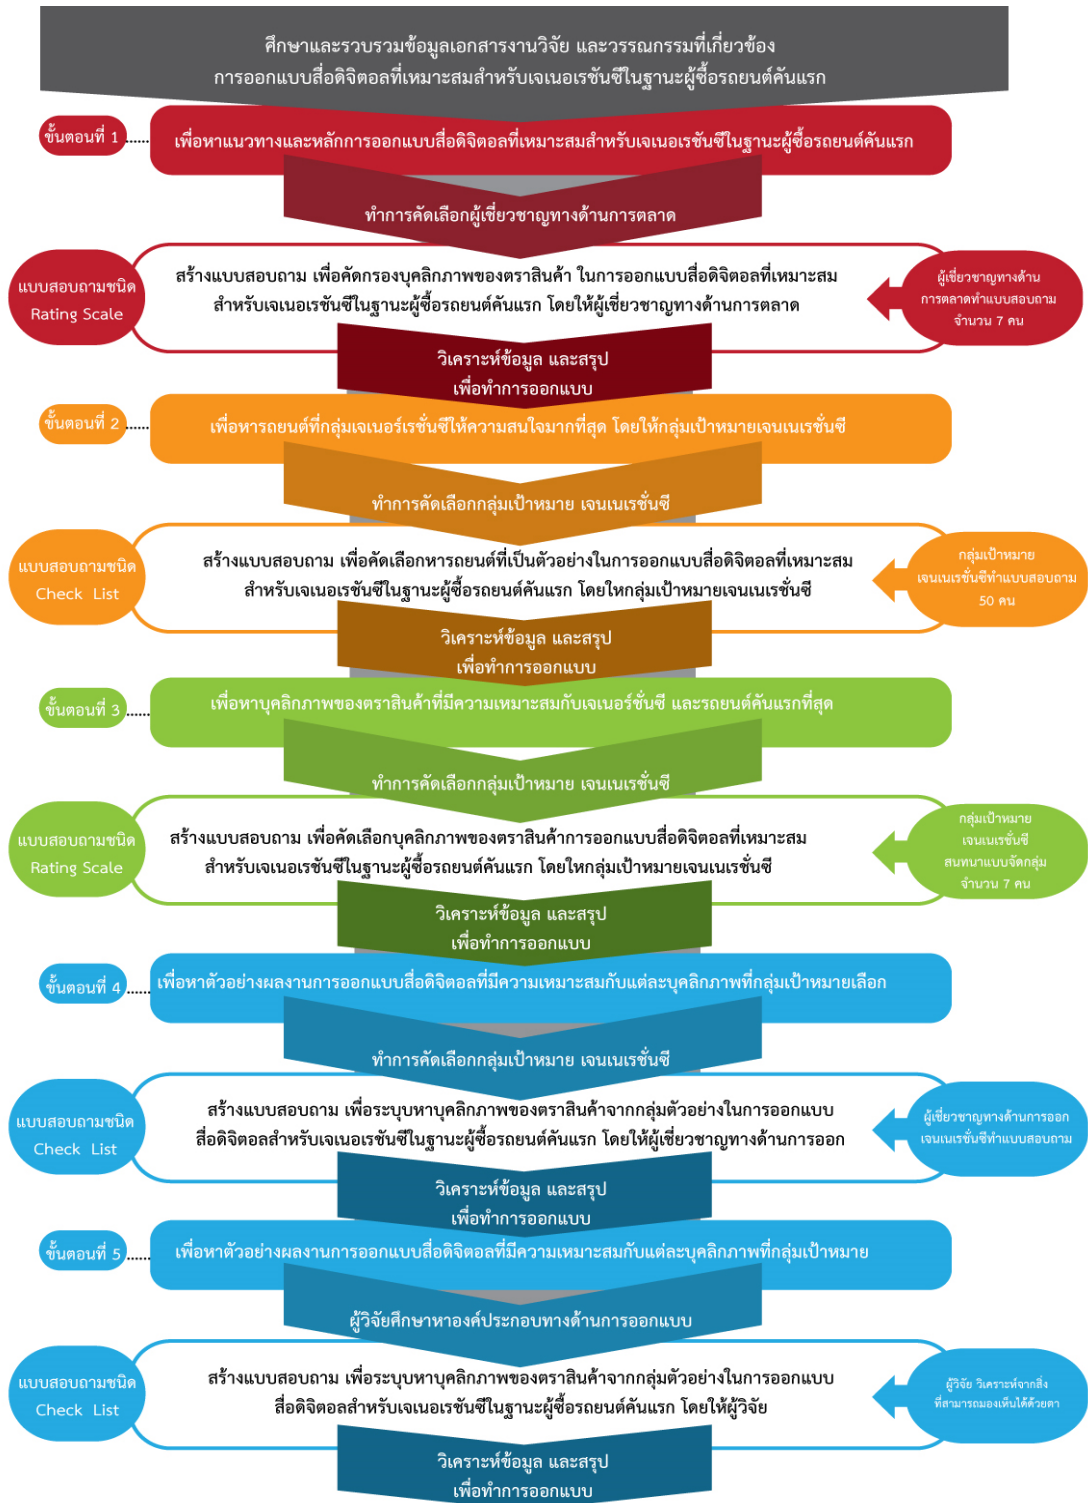 ศึกษาและรวบรวมข้อมูลเอกสารงานวิจัย และวรรณกรรมที่เกี่ยวข้อง
การออกแบบสื่อดิจิตอลที่เหมาะสมสำหรับเจเนอเรชันซีในฐานะผู้ซื้อรถยนต์คันแรก
ขั้นตอนที่ 1
เพื่อหาแนวทางและหลักการออกแบบสื่อดิจิตอลที่เหมาะสมสำหรับเจเนอเรชันซีในฐานะผู้ซื้อรถยนต์คันแรก
ทำการคัดเลือกผู้เชี่ยวชาญทางด้านการตลาด
แบบสอบถามชนิด
Rating Scale
สร้างแบบสอบถาม เพื่อคัดกรองบุคลิกภาพของตราสินค้า ในการออกแบบสื่อดิจิตอลที่เหมาะสม
สำหรับเจเนอเรชันซีในฐานะผู้ซื้อรถยนต์คันแรก โดยให้ผู้เชี่ยวชาญทางด้านการตลาด
ผู้เชี่ยวชาญทางด้าน
การตลาดทำแบบสอบถาม
จำนวน 7 คน
วิเคราะห์ข้อมูล และสรุป
เพื่อทำการออกแบบ
ขั้นตอนที่ 2
เพื่อหารถยนต์ที่กลุ่มเจเนอร์เรชั่นซีให้ความสนใจมากที่สุด โดยให้กลุ่มเป้าหมายเจนเนเรชั่นซี
ทำการคัดเลือกกลุ่มเป้าหมาย เจนเนเรชั่นซี
แบบสอบถามชนิด
Check List
สร้างแบบสอบถาม เพื่อคัดเลือกหารถยนต์ที่เป็นตัวอย่างในการออกแบบสื่อดิจิตอลที่เหมาะสม
สำหรับเจเนอเรชันซีในฐานะผู้ซื้อรถยนต์คันแรก โดยใหกลุ่มเป้าหมายเจนเนเรชั่นซี
กลุ่มเป้าหมาย
เจนเนเรชั่นซีทำแบบสอบถาม
50 คน
วิเคราะห์ข้อมูล และสรุป
เพื่อทำการออกแบบ
ขั้นตอนที่ 3
เพื่อหาบุคลิกภาพของตราสินค้าที่มีความเหมาะสมกับเจเนอร์ชั่นซี และรถยนต์คันแรกที่สุด
ทำการคัดเลือกกลุ่มเป้าหมาย เจนเนเรชั่นซี
แบบสอบถามชนิด
Rating Scale
สร้างแบบสอบถาม เพื่อคัดเลือกบุคลิกภาพของตราสินค้าการออกแบบสื่อดิจิตอลที่เหมาะสม
สำหรับเจเนอเรชันซีในฐานะผู้ซื้อรถยนต์คันแรก โดยใหกลุ่มเป้าหมายเจนเนเรชั่นซี
กลุ่มเป้าหมาย
เจนเนเรชั่นซี
สนทนาแบบจัดกลุ่ม
จำนวน 7 คน
วิเคราะห์ข้อมูล และสรุป
เพื่อทำการออกแบบ
ขั้นตอนที่ 4
เพื่อหาตัวอย่างผลงานการออกแบบสื่อดิจิตอลที่มีความเหมาะสมกับแต่ละบุคลิกภาพที่กลุ่มเป้าหมายเลือก
ทำการคัดเลือกกลุ่มเป้าหมาย เจนเนเรชั่นซี
แบบสอบถามชนิด
Check List
สร้างแบบสอบถาม เพื่อระบุบหาบุคลิกภาพของตราสินค้าจากกลุ่มตัวอย่างในการออกแบบ
สื่อดิจิตอลสำหรับเจเนอเรชันซีในฐานะผู้ซื้อรถยนต์คันแรก โดยให้ผู้เชี่ยวชาญทางด้านการออก
ผู้เชี่ยวชาญทางด้านการออก
เจนเนเรชั่นซีทำแบบสอบถาม
วิเคราะห์ข้อมูล และสรุป
เพื่อทำการออกแบบ
ขั้นตอนที่ 5
เพื่อหาตัวอย่างผลงานการออกแบบสื่อดิจิตอลที่มีความเหมาะสมกับแต่ละบุคลิกภาพที่กลุ่มเป้าหมาย
ผู้วิจัยศึกษาหาองค์ประกอบทางด้านการออกแบบ
แบบสอบถามชนิด
Check List
สร้างแบบสอบถาม เพื่อระบุบหาบุคลิกภาพของตราสินค้าจากกลุ่มตัวอย่างในการออกแบบ
สื่อดิจิตอลสำหรับเจเนอเรชันซีในฐานะผู้ซื้อรถยนต์คันแรก โดยให้ผู้วิจัย
ผู้วิจัย วิเคราะห์จากสิ่ง
ที่สามารถมองเห็นได้ด้วยตา
วิเคราะห์ข้อมูล และสรุป
เพื่อทำการออกแบบ